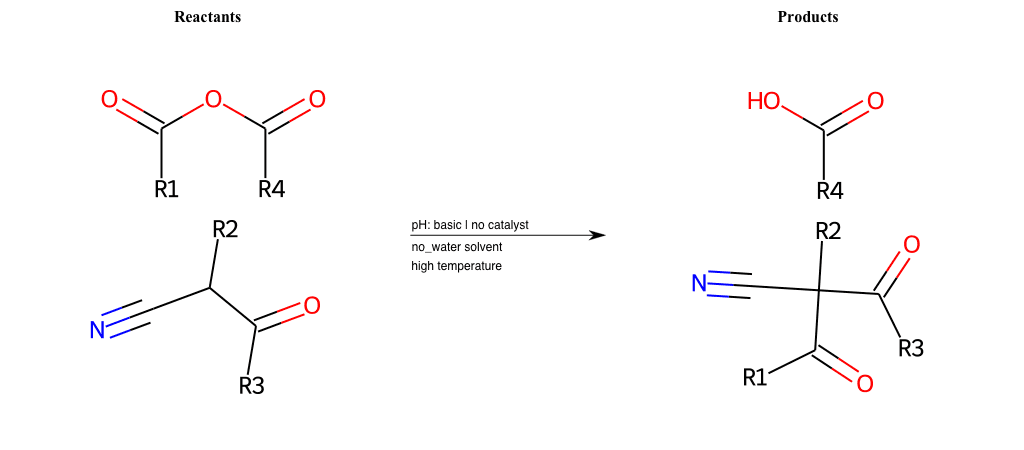 Reactants
Products
O O O
HO O
R1 R4
R4
R2
R2
pH: basic | no catalyst
O
no_water solvent
high temperature
N
O
N
R3
R1
O
R3